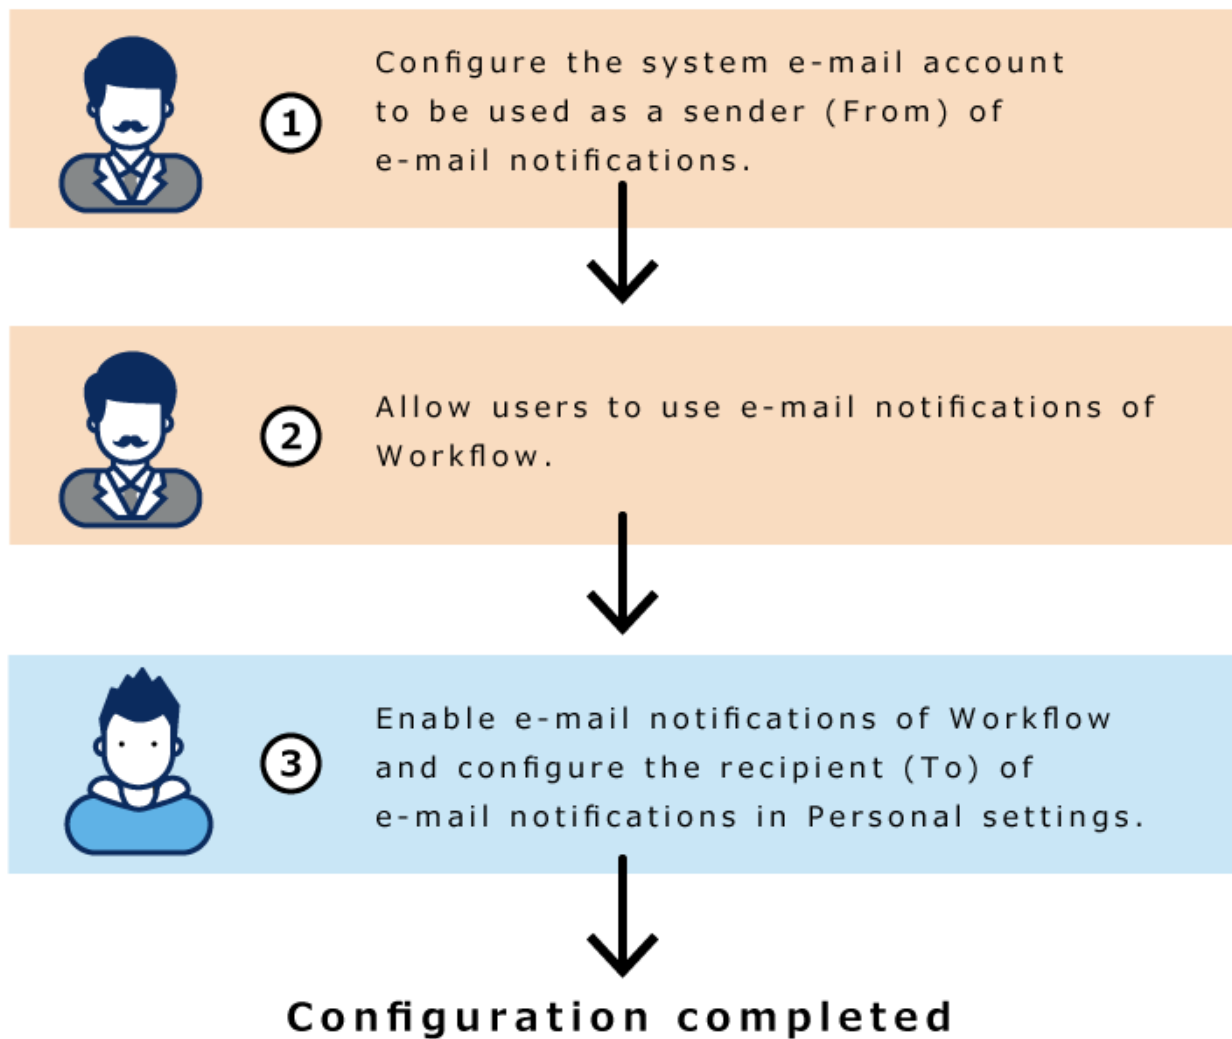 1
Configure the system e-mail account
to be used as a sender (From) of
e-mail notifications.
2
Allow users to use e-mail notifications of
Workflow.
3
Enable e-mail notifications of Workflow
and configure the recipient (To) of
e-mail notifications in Personal settings.
Configuration completed